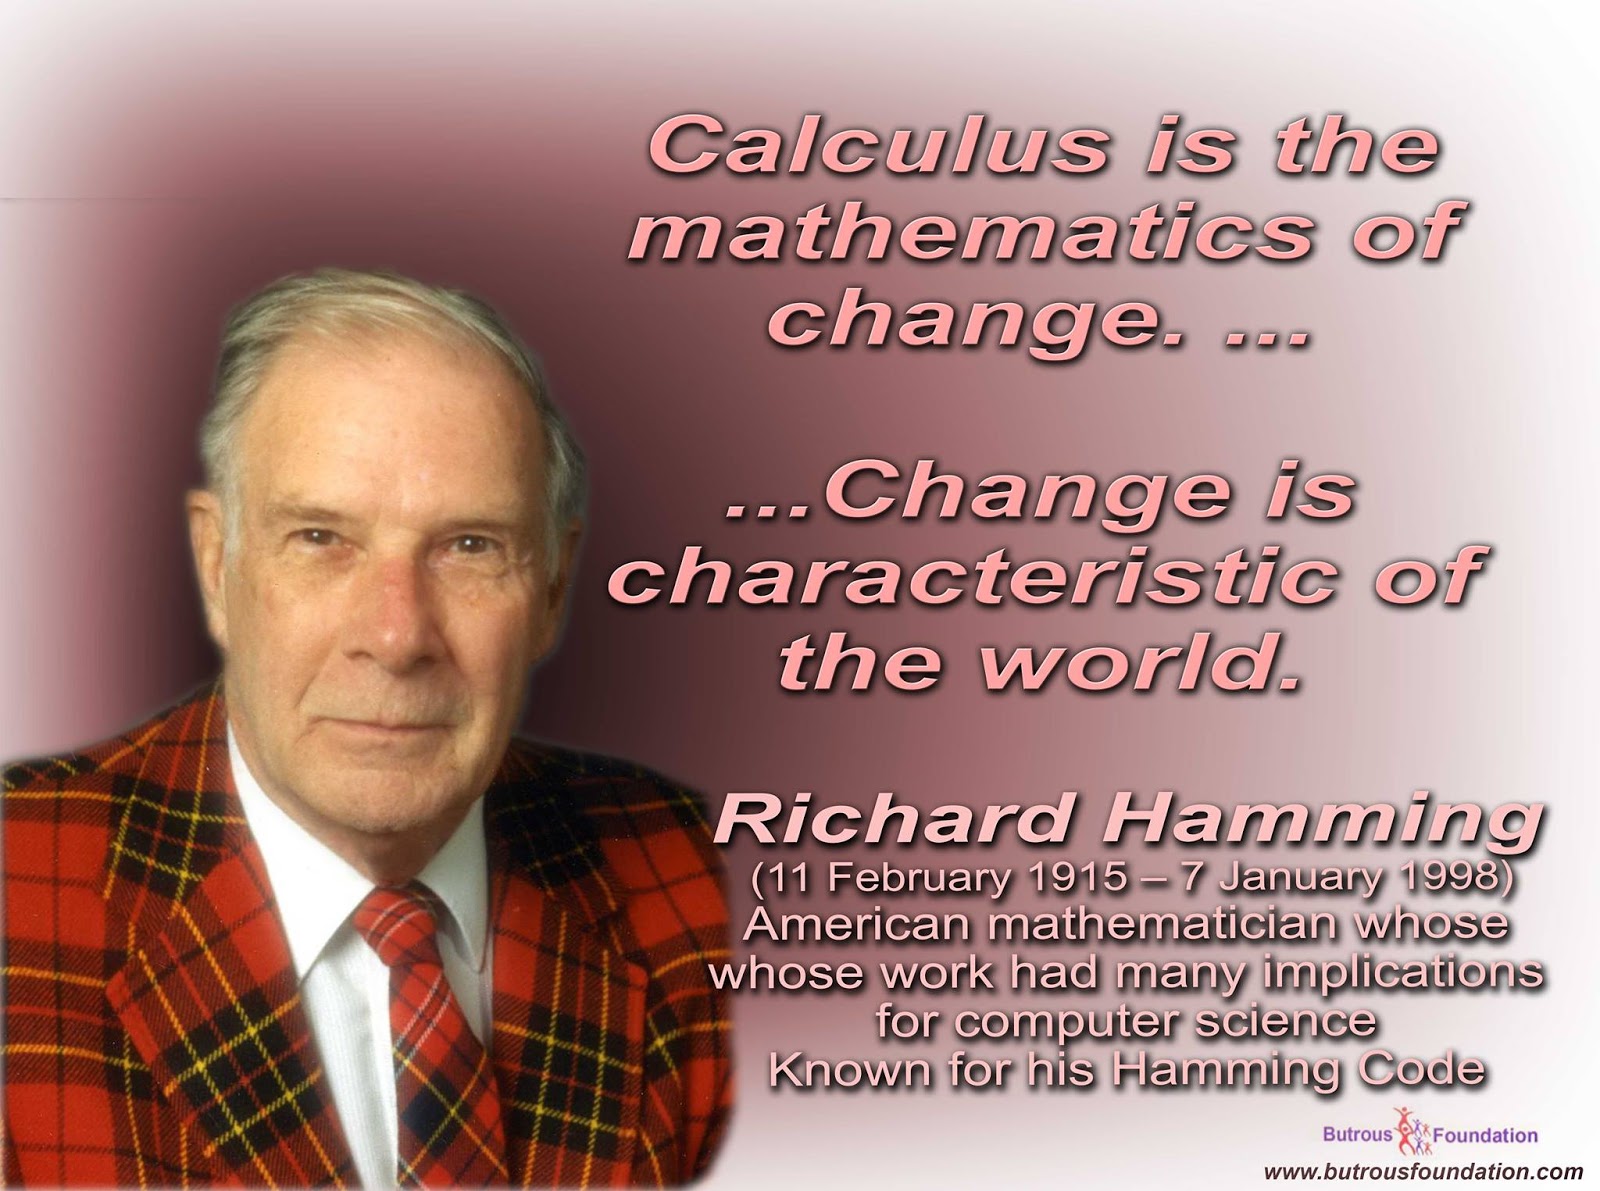 Calculus is the
mathematics of
change. ...
...Change is
characteristic of
the world.
Richard Hamming
(11 February 1915 – 7 January 1998)
American mathematician whose
whose work had many implications
for computer science
Known for his Hamming Code
Butrous Foundation
www.butrousfoundation.com